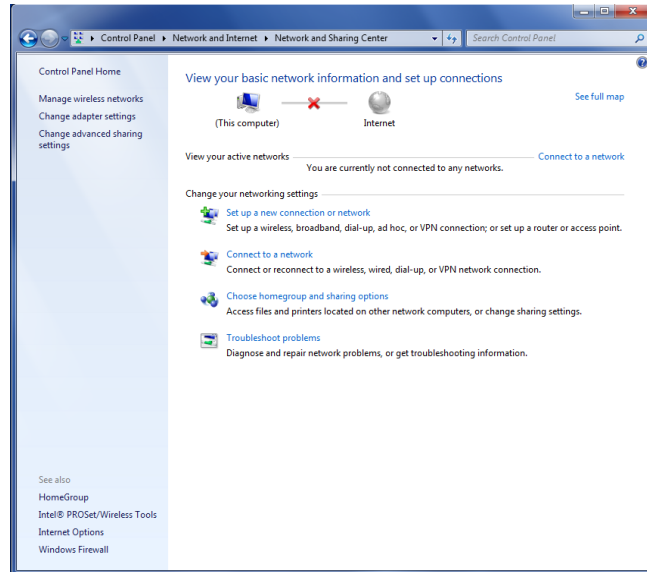 Control Panel ▸ Network and Internet ▸ Network and Sharing Center
Search Control Panel
Control Panel Home
Manage wireless networks
Change adapter settings
Change advanced sharing
settings
View your basic network information and set up connections
See full map
(This computer)
Internet
View your active networks
Connect to a network
You are currently not connected to any networks.
Change your networking settings
Set up a new connection or network
Set up a wireless, broadband, dial-up, ad hoc, or VPN connection; or set up a router or access point.
Connect to a network
Connect or reconnect to a wireless, wired, dial-up, or VPN network connection.
Choose homegroup and sharing options
Access files and printers located on other network computers, or change sharing settings.
Troubleshoot problems
Diagnose and repair network problems, or get troubleshooting information.
See also
HomeGroup
Intel® PROSet/Wireless Tools
Internet Options
Windows Firewall